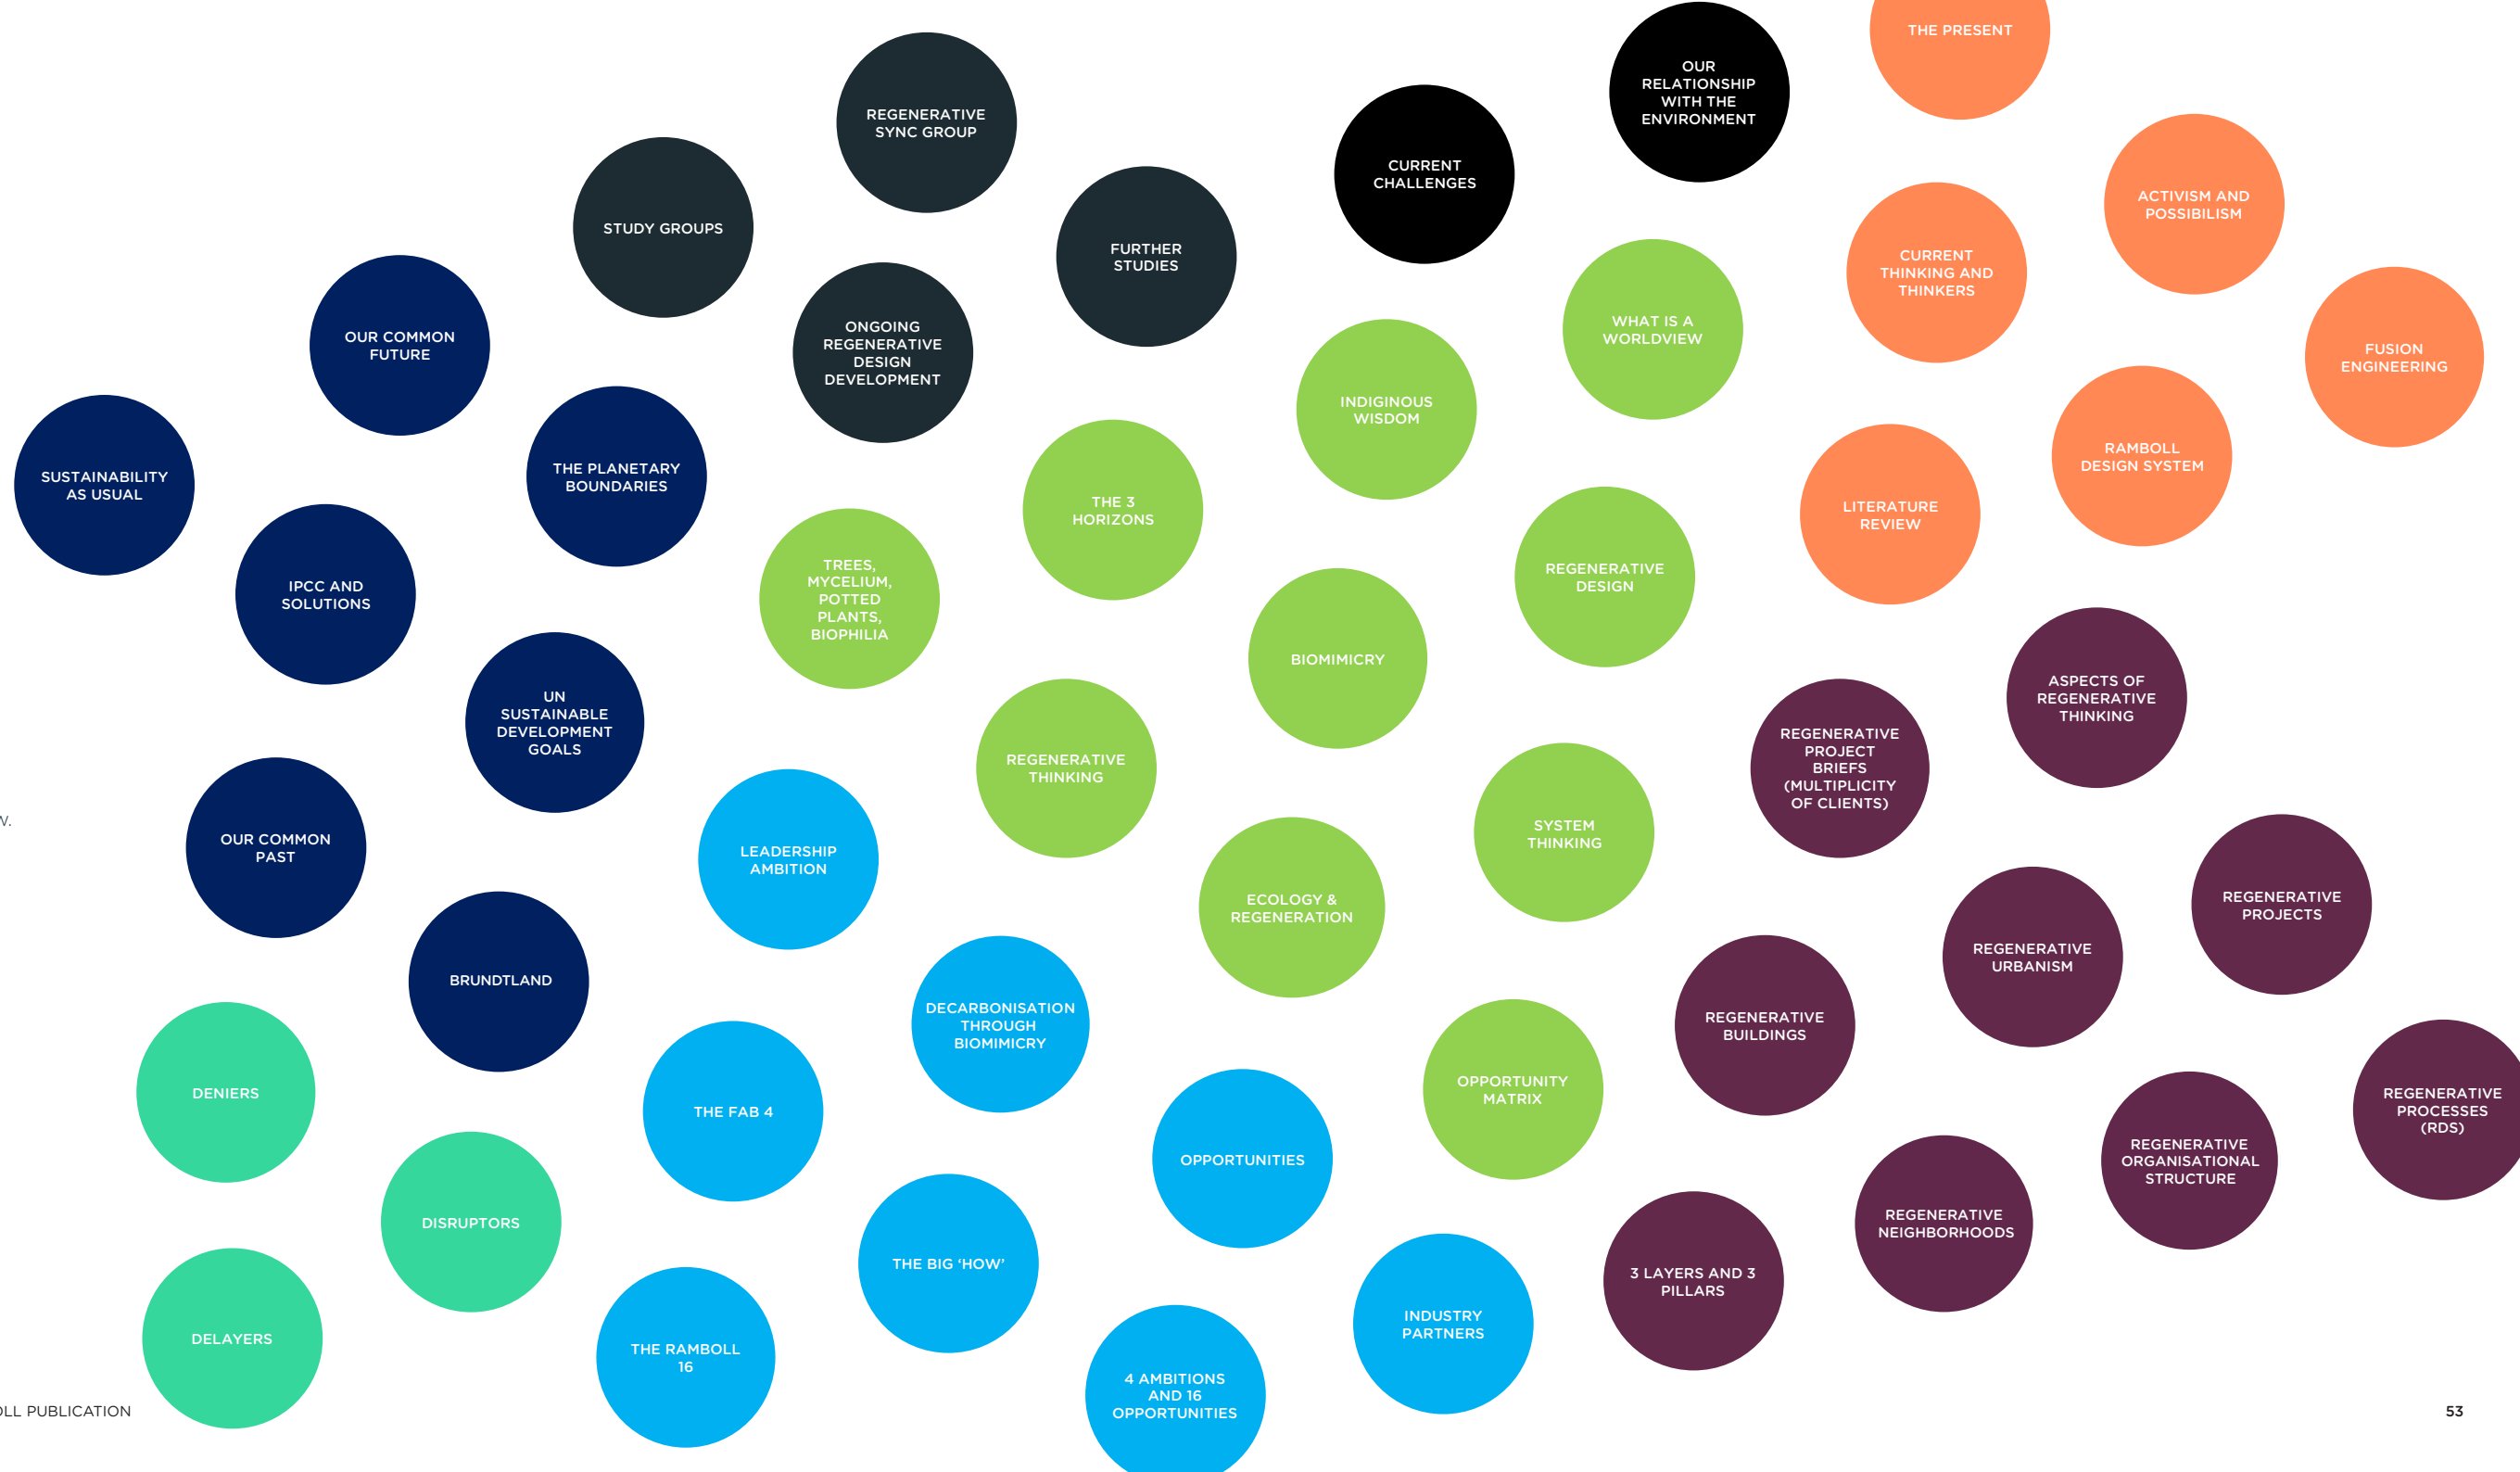 THE PRESENT
OUR
RELATIONSHIP
WITH THE
ENVIRONMENT
REGENERATIVE
SYNC GROUP
CURRENT
CHALLENGES
ACTIVISM AND
POSSIBILISM
STUDY GROUPS
FURTHER
STUDIES
CURRENT
THINKING AND
THINKERS
OUR COMMON
FUTURE
ONGOING
REGENERATIVE
DESIGN
DEVELOPMENT
WHAT IS A
WORLDVIEW
FUSION
ENGINEERING
INDIGINOUS
WISDOM
RAMBOLL
DESIGN SYSTEM
SUSTAINABILITY
AS USUAL
THE PLANETARY
BOUNDARIES
THE 3
HORIZONS
LITERATURE
REVIEW
IPCC AND
SOLUTIONS
TREES,
MYCELIUM,
POTTED
PLANTS,
BIOPHILIA
REGENERATIVE
DESIGN
BIOMIMICRY
ASPECTS OF
REGENERATIVE
THINKING
UN
SUSTAINABLE
DEVELOPMENT
GOALS
REGENERATIVE
THINKING
REGENERATIVE
PROJECT
BRIEFS
(MULTIPLICITY
OF CLIENTS)
W.
OUR COMMON
PAST
LEADERSHIP
AMBITION
SYSTEM
THINKING
ECOLOGY &
REGENERATION
REGENERATIVE
PROJECTS
BRUNDTLAND
REGENERATIVE
URBANISM
DECARBONISATION
THROUGH
BIOMIMICRY
REGENERATIVE
BUILDINGS
DENIERS
THE FAB 4
OPPORTUNITY
MATRIX
REGENERATIVE
PROCESSES
(RDS)
OPPORTUNITIES
REGENERATIVE
ORGANISATIONAL
STRUCTURE
DISRUPTORS
REGENERATIVE
NEIGHBORHOODS
THE BIG ‘HOW’
3 LAYERS AND 3
PILLARS
DELAYERS
THE RAMBOLL
16
INDUSTRY
PARTNERS
4 AMBITIONS
AND 16
OPPORTUNITIES
OLL PUBLICATION
53